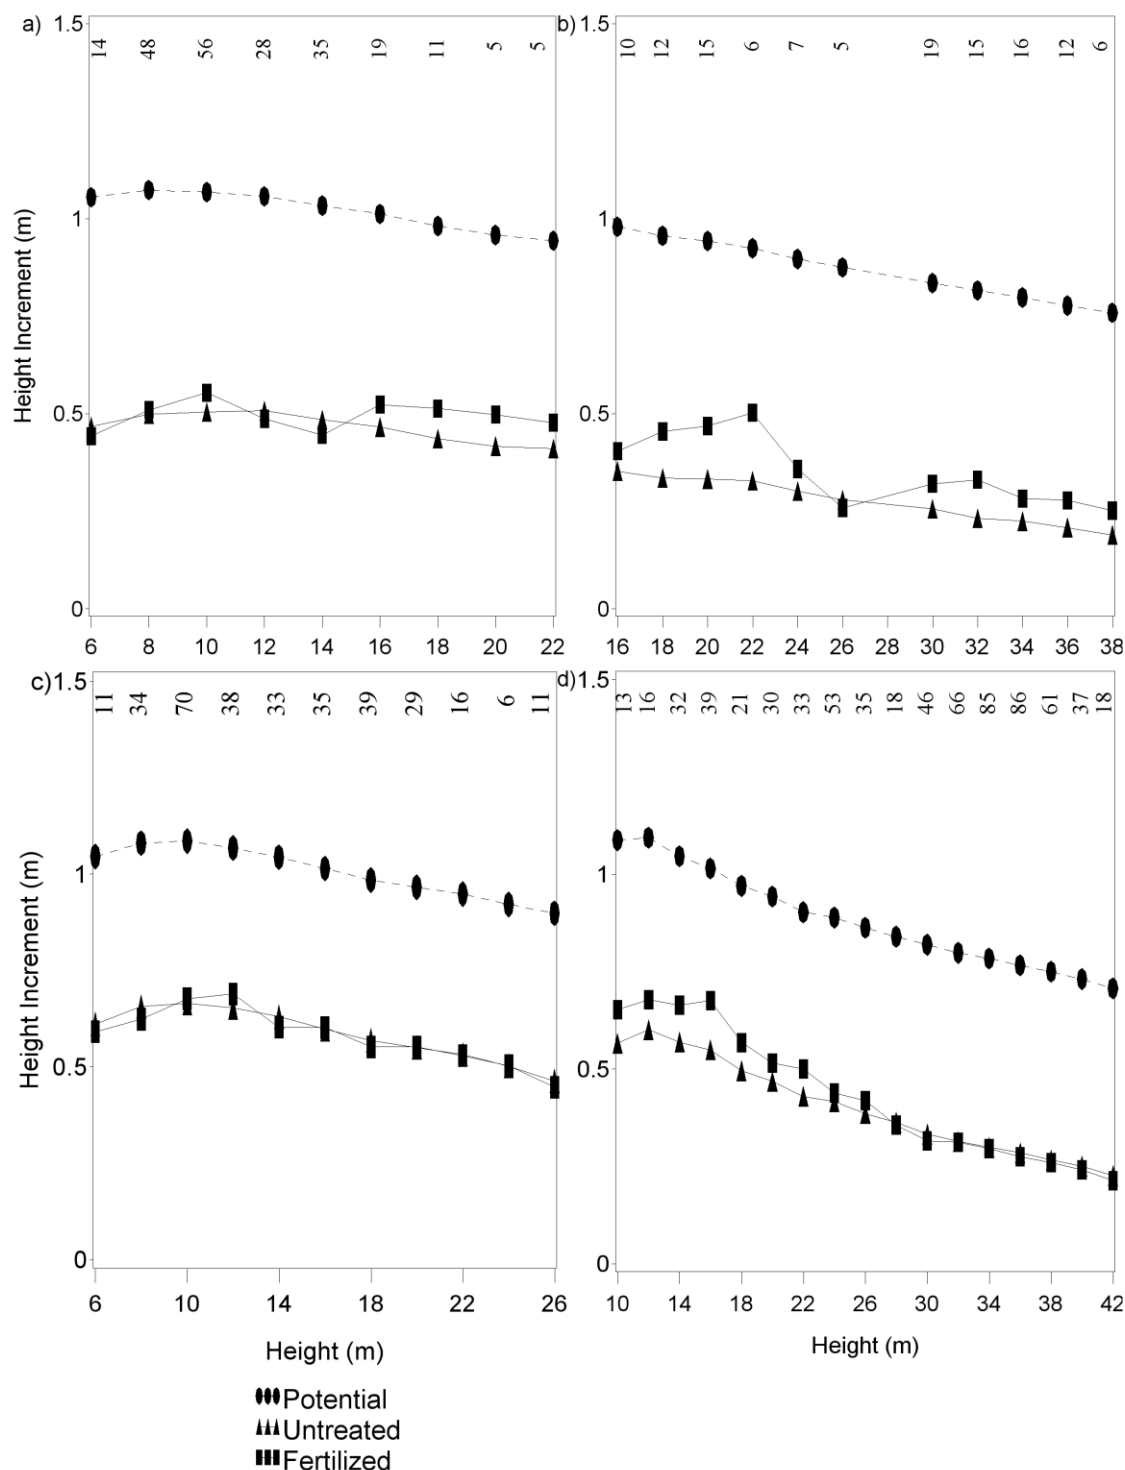 a)
1.5
14 48 56 28 35 19 11 5 5
1
0.5
0
Height Increment (m)
6 8 10 12 14 16 18 20 22
b)
1.5
10 12 15 6 7 5 19 15 16 12 6
1
0.5
0
16 18 20 22 24 26 28 30 32 34 36 38
c)
1.5
11 34 70 38 33 35 39 29 16 6 11
1
0.5
0
Height Increment (m)
6 10 14 18 22 26
Height (m)
d)
1.5
13 16 32 39 21 30 33 53 35 18 46 66 85 86 61 37 18
1
0.5
0
10 14 18 22 26 30 34 38 42
Height (m)
Potential
Untreated
Fertilized